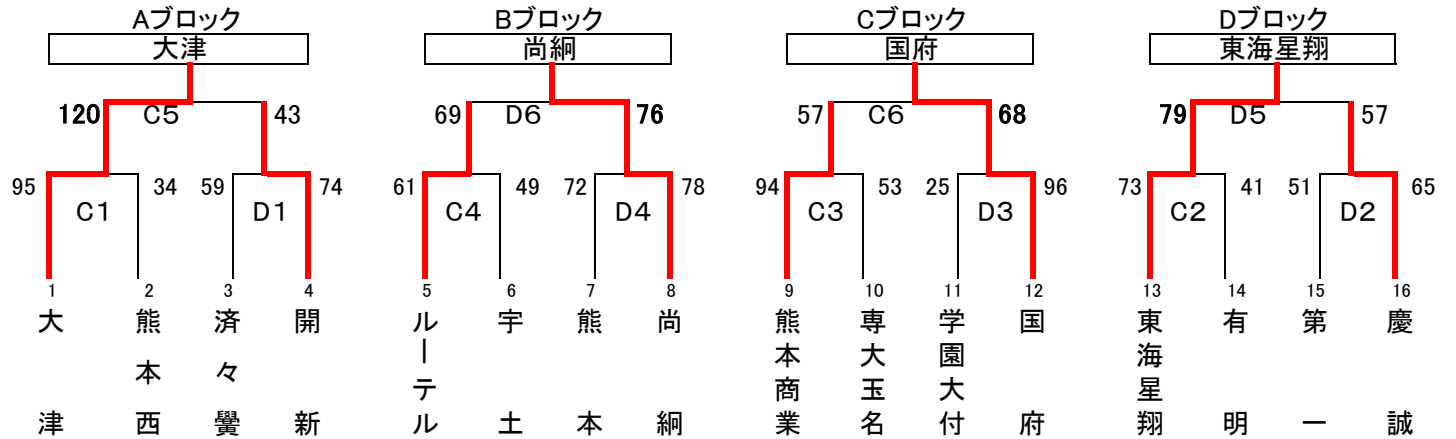 Aブロック
Bブロック
Cブロック
Dブロック
大津
尚絅
国府
東海星翔
120 C5 43
69 D6 76
57 C6 68
79 D5 57
95 C1 34
59 D1 74
61 C4 49
72 D4 78
94 C3 53
25 D3 96
73 C2 41
51 D2 65
1 大津
2 熊本西
3 済々黌
4 開新
5 ルーテル
6 宇土
7 熊本
8 尚絅
9 熊本商業
10 専大玉名
11 学園大付
12 国府
13 東海星翔
14 有明
15 第一
16 慶誠